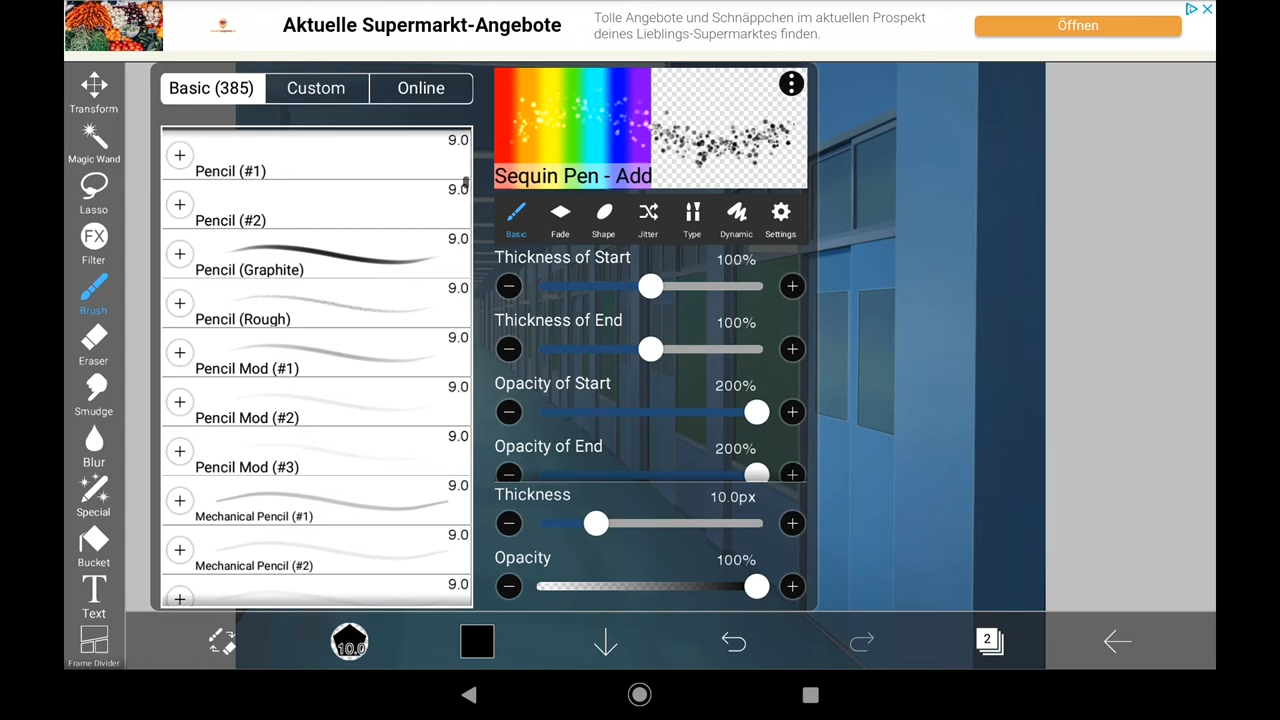 Aktuelle Supermarkt-Angebote
Tolle Angebote und Schnäppchen im aktuellen Prospekt
deines Lieblings-Supermarktes finden.
Öffnen
Transform
Magic Wand
Lasso
FX
Filter
Brush
Eraser
Smudge
Blur
Special
Bucket
T
Text
Frame Divider
Basic (385)
Custom
Online
9.0
Pencil (#1)
9.0
Pencil (#2)
9.0
Pencil (Graphite)
9.0
Pencil (Rough)
9.0
Pencil Mod (#1)
9.0
Pencil Mod (#2)
9.0
Pencil Mod (#3)
9.0
Mechanical Pencil (#1)
9.0
Mechanical Pencil (#2)
9.0
Sequin Pen - Add
Basic
Fade
Shape
Jitter
Type
Dynamic
Settings
Thickness of Start
100%
Thickness of End
100%
Opacity of Start
200%
Opacity of End
200%
Thickness
10.0px
Opacity
100%
10.0
2